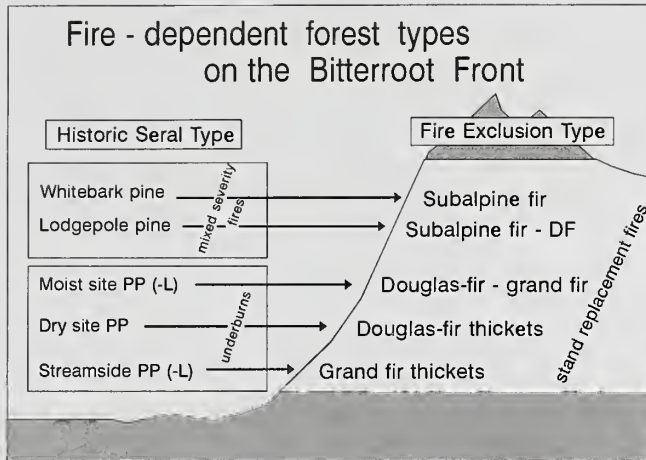 Fire - dependent forest types
on the Bitterroot Front
Historic Seral Type
Fire Exclusion Type
Whitebark pine
Lodgepole pine
mixed severity
fires
Subalpine fir
Subalpine fir - DF
Moist site PP (-L)
Dry site PP
Streamside PP (-L)
underburns
Douglas-fir - grand fir
Douglas-fir thickets
Grand fir thickets
stand replacement fires